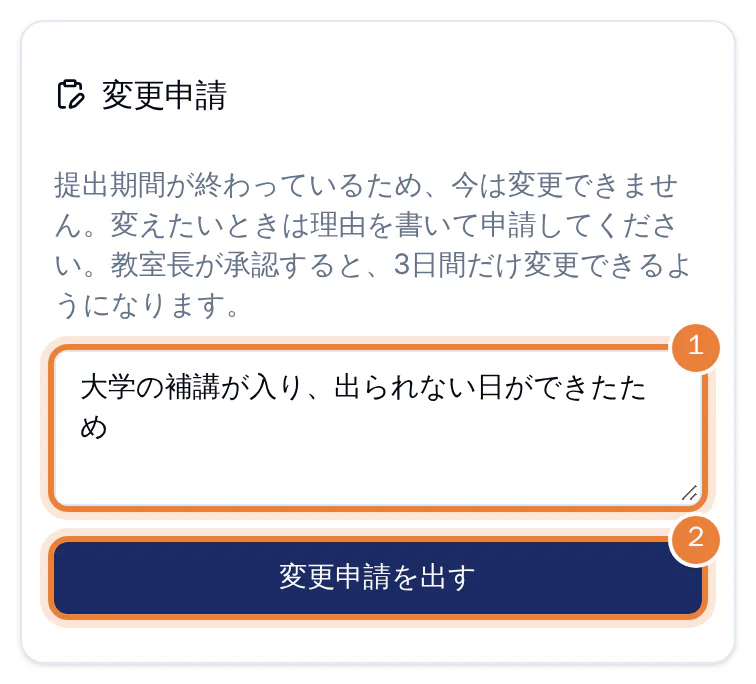 変更申請
提出期間が終わっているため、今は変更できませ
ん。変えたいときは理由を書いて申請してくださ
い。教室長が承認すると、3日間だけ変更できるよ
うになります。
1
大学の補講が入り、出られない日ができたた
め
2
変更申請を出す